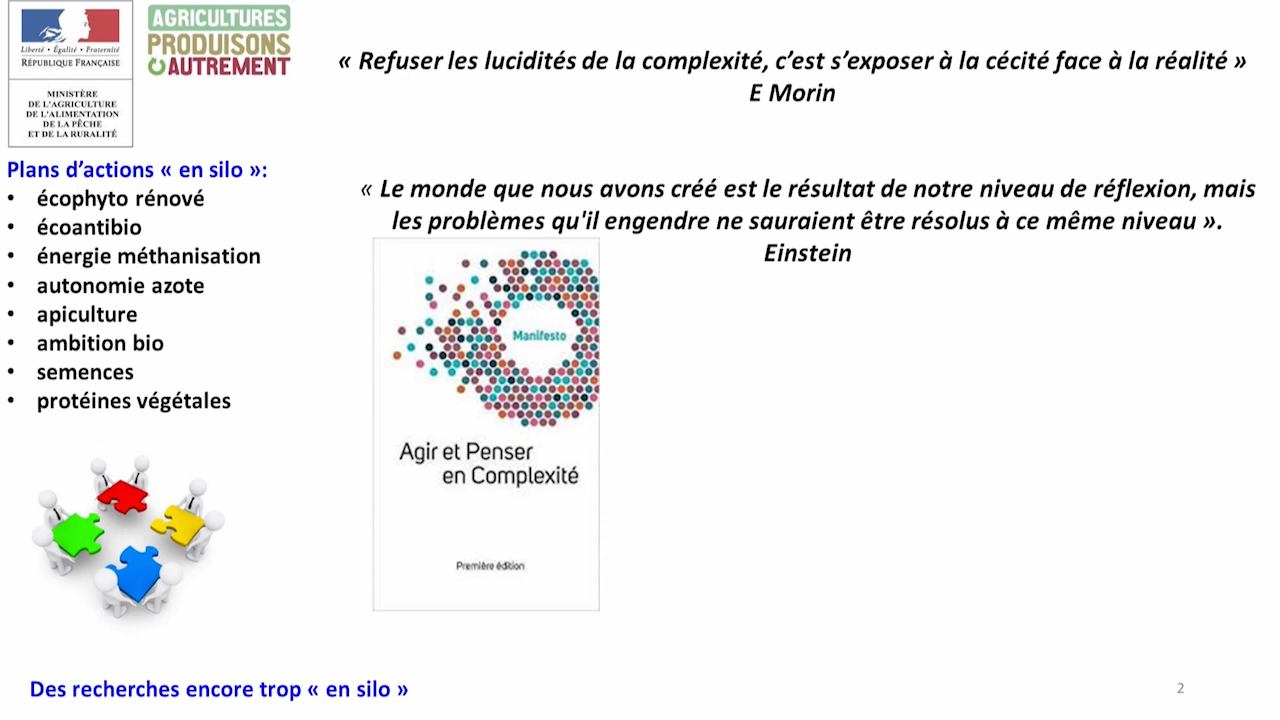 Liberté • Égalité • Fraternité
RÉPUBLIQUE FRANÇAISE
MINISTÈRE
DE L'AGRICULTURE
DE L'ALIMENTATION
DE LA PÊCHE
ET DE LA RURALITÉ
AGRICULTURES
PRODUISONS
AUTREMENT
« Refuser les lucidités de la complexité, c’est s’exposer à la cécité face à la réalité »
E Morin
Plans d’actions « en silo »:
• écophyto rénové
• écoantibio
• énergie méthanisation
• autonomie azote
• apiculture
• ambition bio
• semences
• protéines végétales
« Le monde que nous avons créé est le résultat de notre niveau de réflexion, mais
les problèmes qu'il engendre ne sauraient être résolus à ce même niveau ».
Einstein
Manifesto
Agir et Penser
en Complexité
Première édition
Des recherches encore trop « en silo »
2